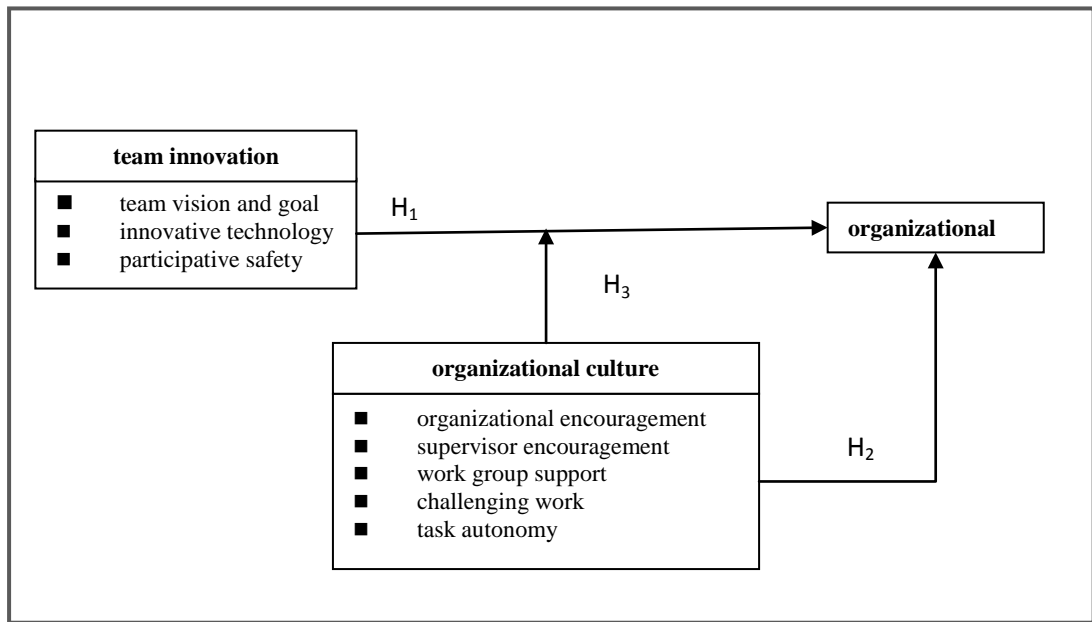 team innovation
■ team vision and goal
■ innovative technology
■ participative safety
H₁
organizational
H₃
organizational culture
■ organizational encouragement
■ supervisor encouragement
■ work group support
■ challenging work
■ task autonomy
H₂